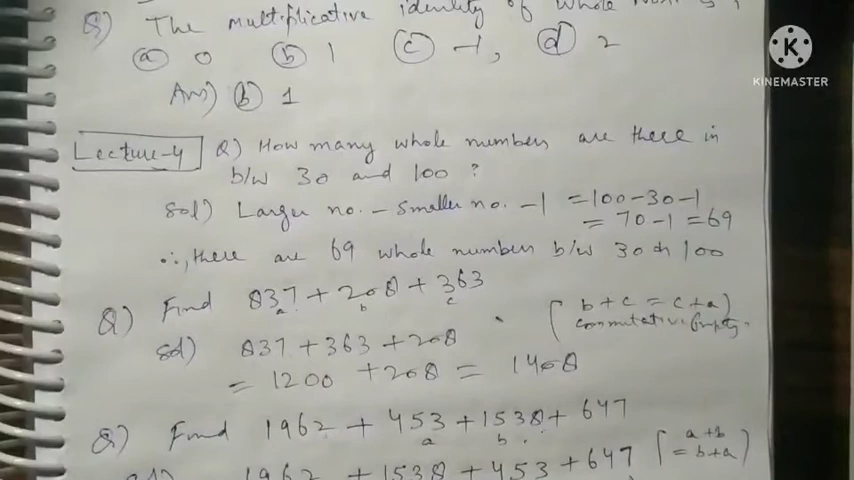 Q) The multiplicative identity of whole
(a) 0 (b) 1 (c) -1, (d) 2
Ans) (b) 1
KINEMASTER
Lecture-4 Q) How many whole numbers are there in
b/w 30 and 100 ?
Sol) Larger no. - Smaller no. -1 = 100-30-1
= 70-1 = 69
∴, there are 69 whole numbers b/w 30 & 100
Q) Find 837 + 208 + 363
a b c
[ b+c = c+a)
commutative
Sol) 837 + 363 + 208
= 1200 + 208 = 1408
Q) Find 1962 + 453 + 1538 + 647
a b
[ a+b
= b+a)
1962 + 1538 + 453 + 647